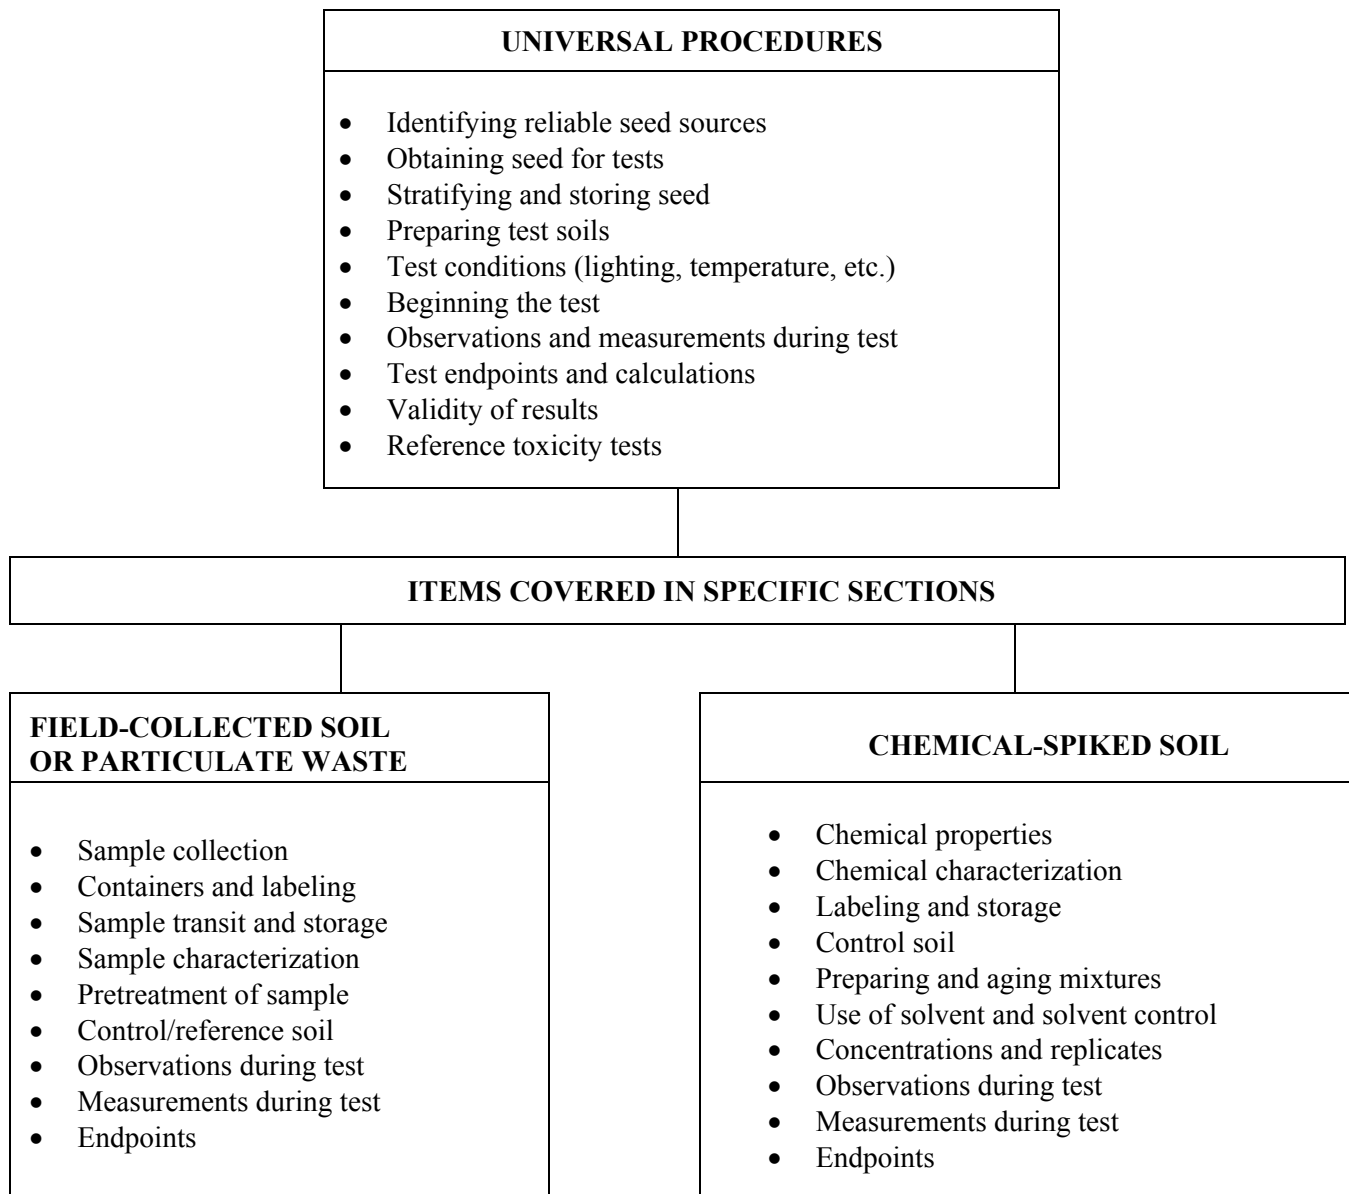 UNIVERSAL PROCEDURES
• Identifying reliable seed sources
• Obtaining seed for tests
• Stratifying and storing seed
• Preparing test soils
• Test conditions (lighting, temperature, etc.)
• Beginning the test
• Observations and measurements during test
• Test endpoints and calculations
• Validity of results
• Reference toxicity tests
ITEMS COVERED IN SPECIFIC SECTIONS
FIELD-COLLECTED SOIL
OR PARTICULATE WASTE
• Sample collection
• Containers and labeling
• Sample transit and storage
• Sample characterization
• Pretreatment of sample
• Control/reference soil
• Observations during test
• Measurements during test
• Endpoints
CHEMICAL-SPIKED SOIL
• Chemical properties
• Chemical characterization
• Labeling and storage
• Control soil
• Preparing and aging mixtures
• Use of solvent and solvent control
• Concentrations and replicates
• Observations during test
• Measurements during test
• Endpoints